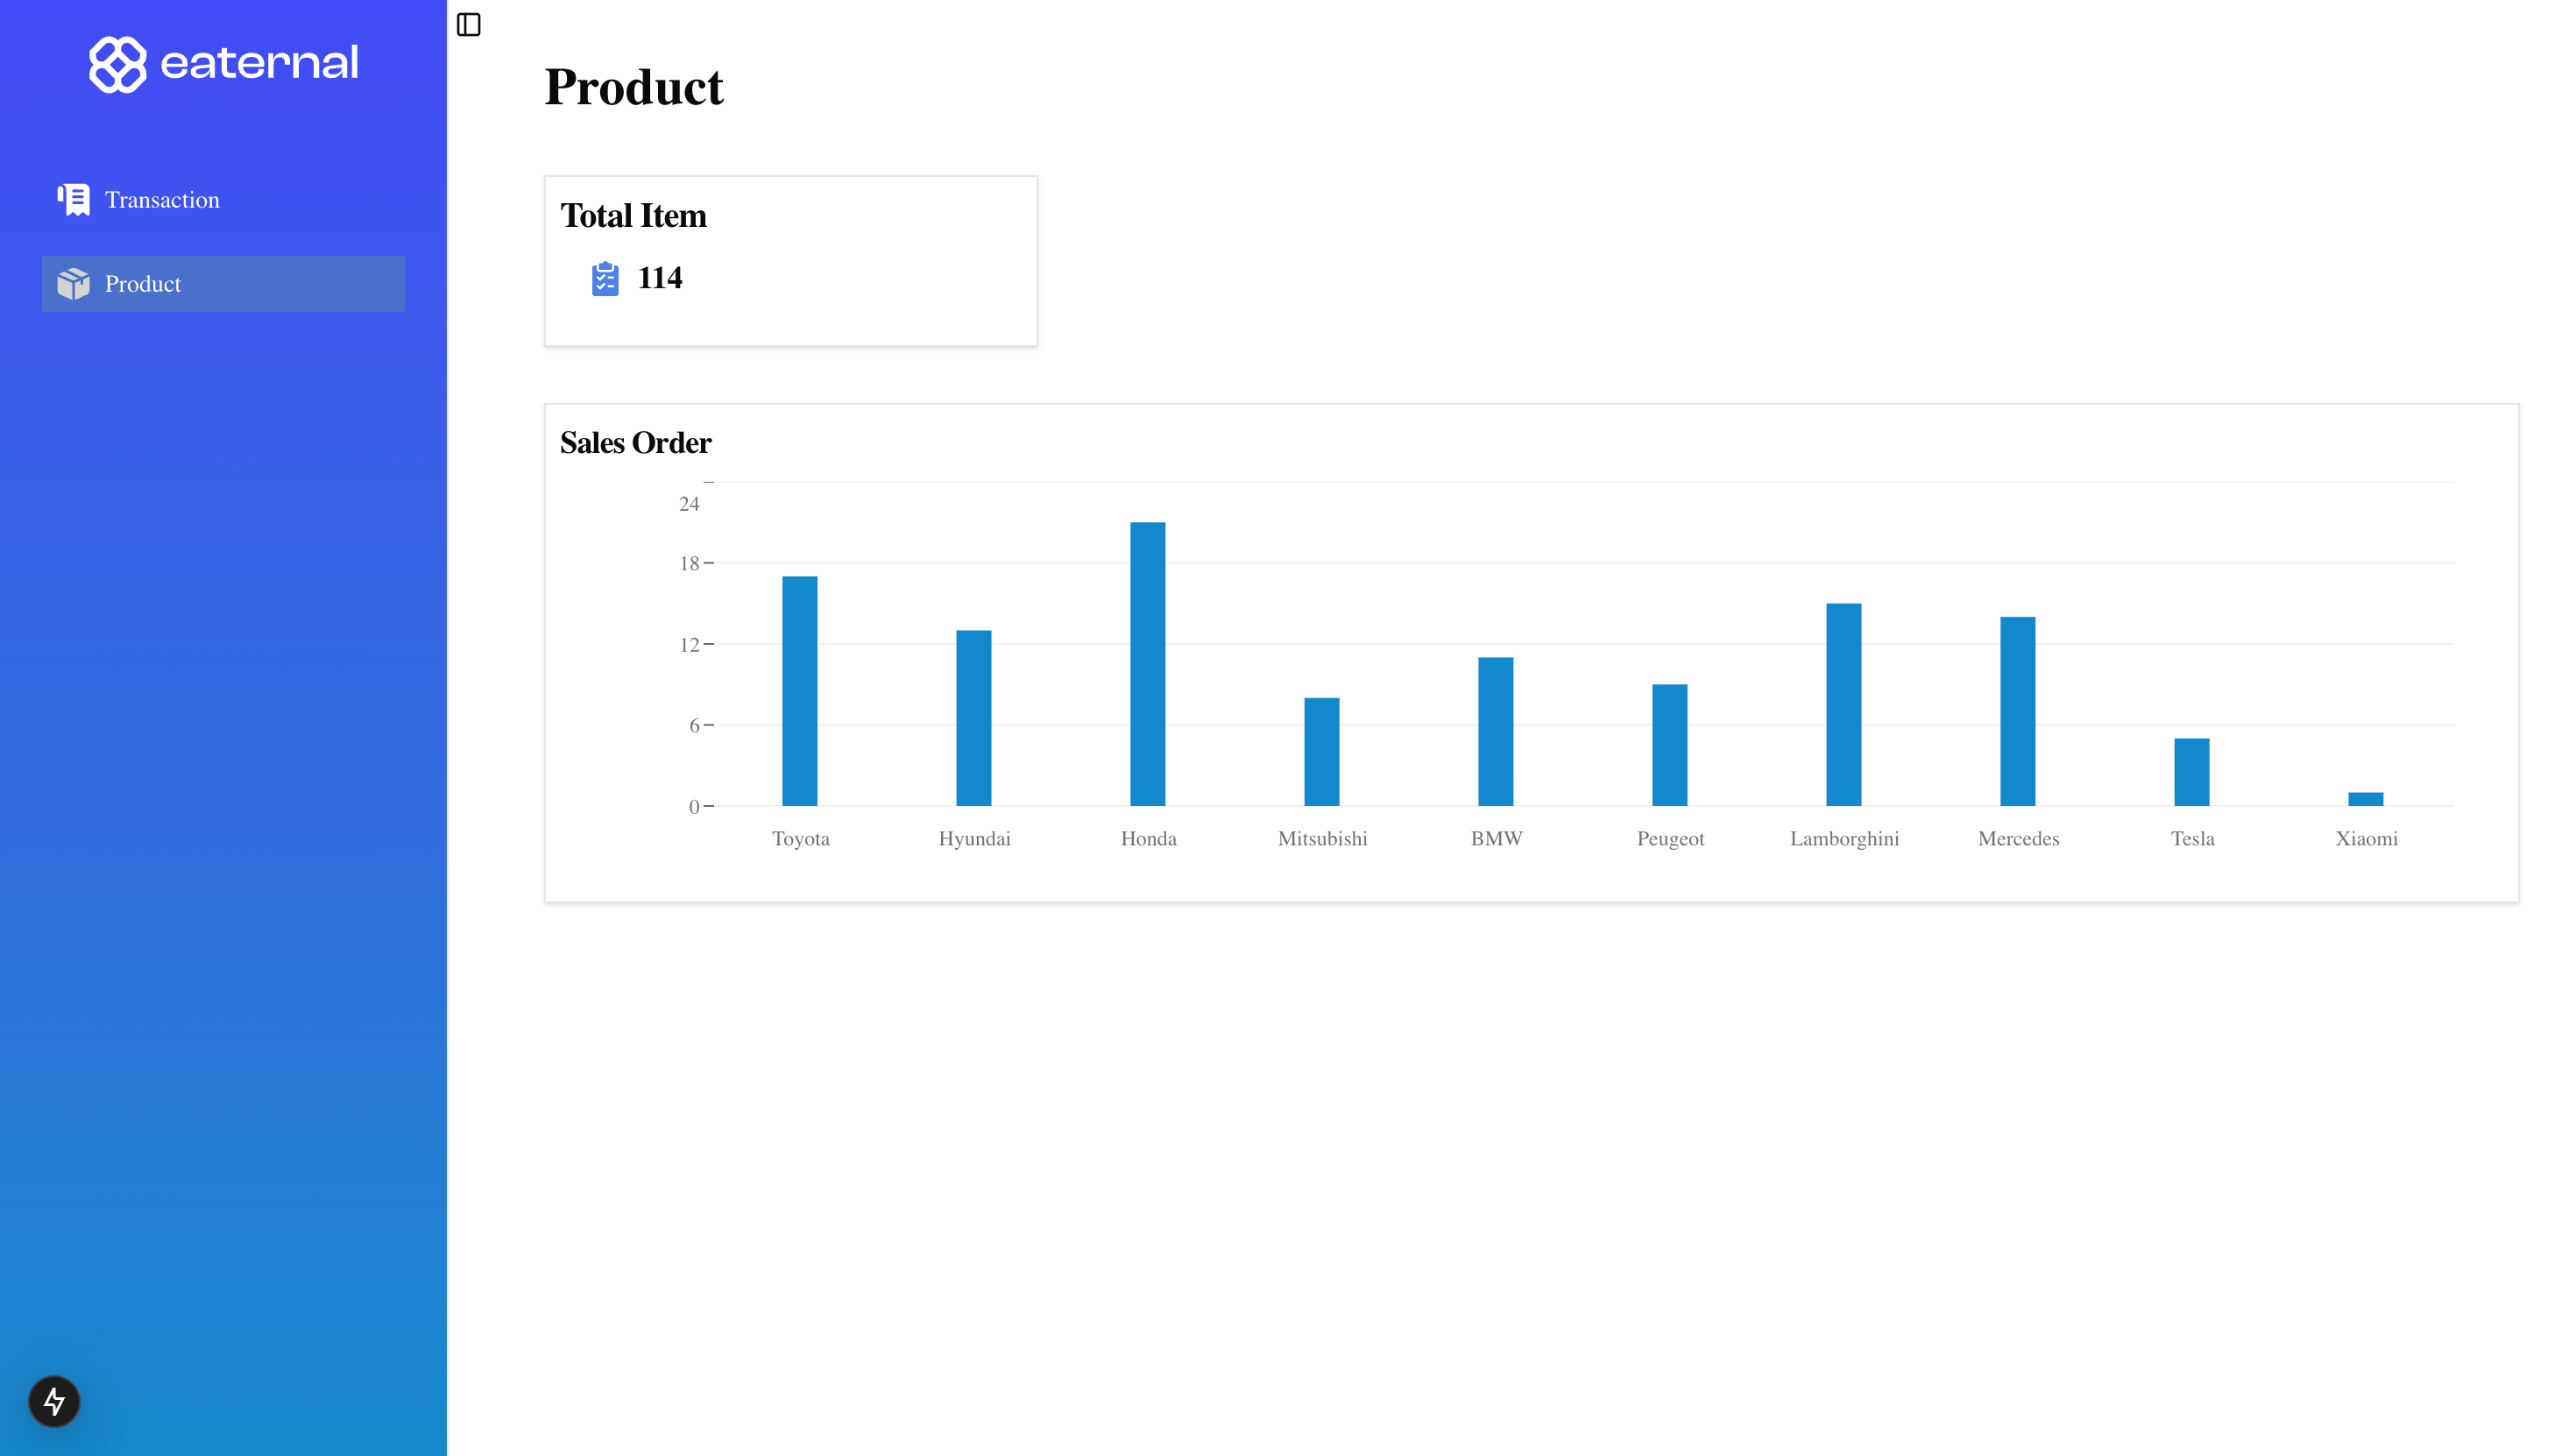 eaternal
Transaction
Product
Product
Total Item
114
Sales Order
24
18
12
6
0
Toyota Hyundai Honda Mitsubishi BMW Peugeot Lamborghini Mercedes Tesla Xiaomi